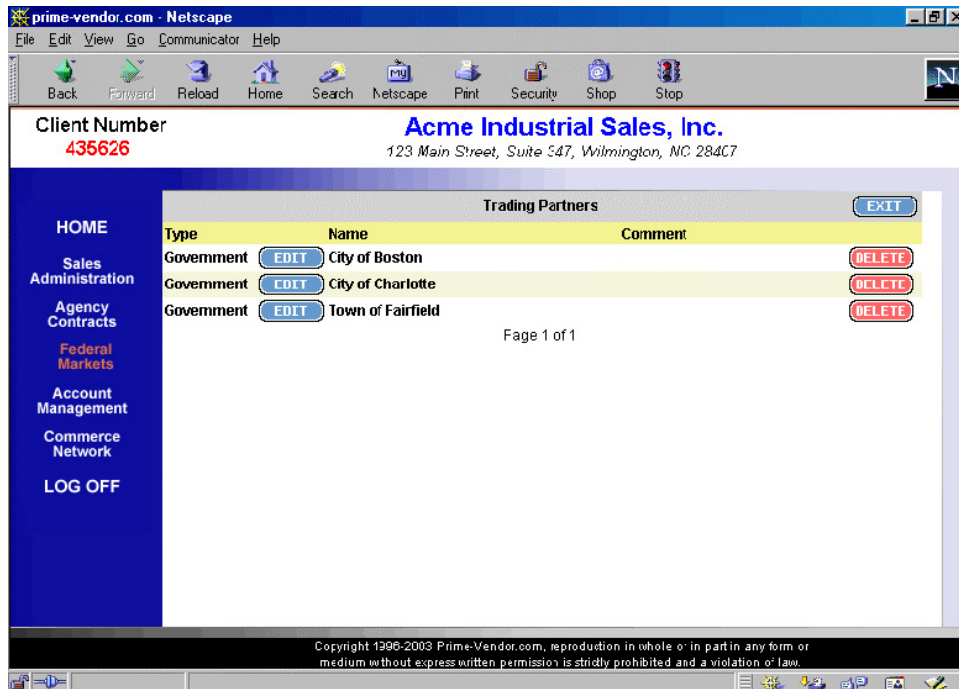 prime-vendor.com - Netscape
File Edit View Go Communicator Help
Back Forward Reload Home Search Netscape Print Security Shop Stop
My
N
Client Number
435626
Acme Industrial Sales, Inc.
123 Main Street, Suite 347, Wilmington, NC 28407
Trading Partners EXIT
HOME
Sales
Administration
Agency
Contracts
Federal
Markets
Account
Management
Commerce
Network
LOG OFF
Type Name Comment
Government EDIT City of Boston DELETE
Government EDIT City of Charlotte DELETE
Government EDIT Town of Fairfield DELETE
Page 1 of 1
Copyright 1996-2003 Prime-Vendor.com, reproduction in whole or in part in any form or
medium without express written permission is strictly prohibited and a violation of law.